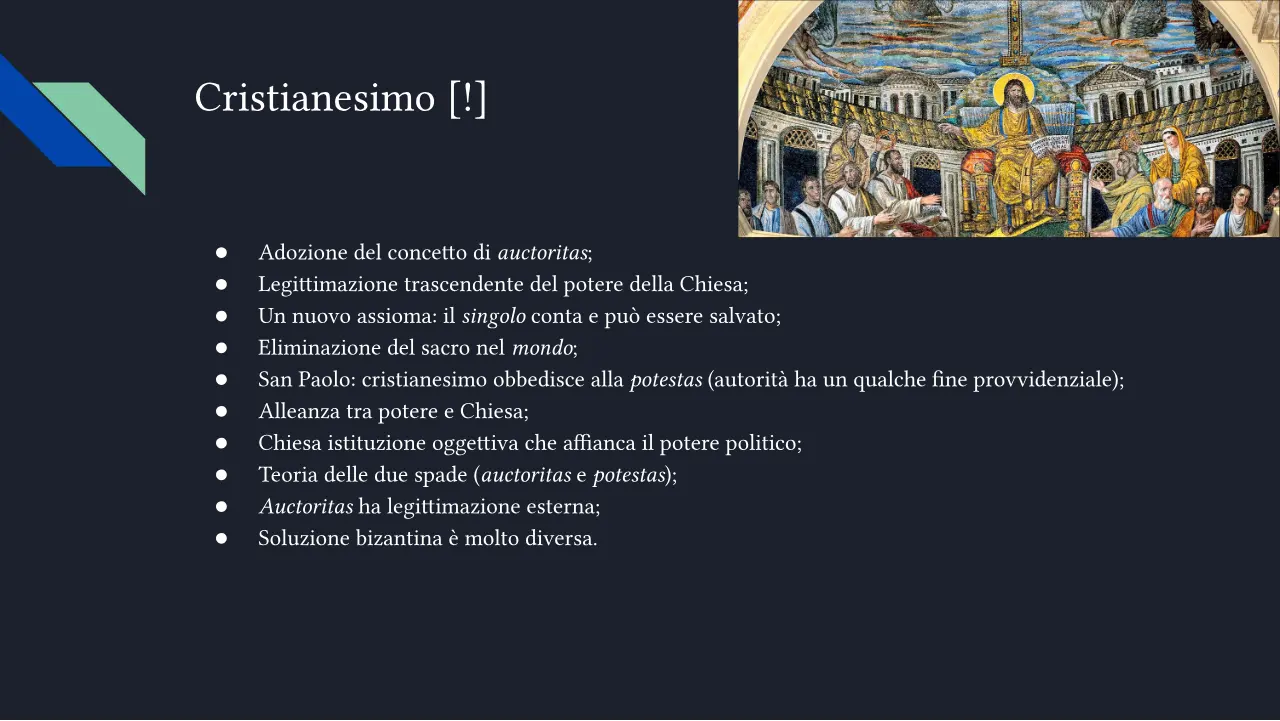 Cristianesimo [!]
● Adozione del concetto di auctoritas;
● Legittimazione trascendente del potere della Chiesa;
● Un nuovo assioma: il singolo conta e può essere salvato;
● Eliminazione del sacro nel mondo;
● San Paolo: cristianesimo obbedisce alla potestas (autorità ha un qualche fine provvidenziale);
● Alleanza tra potere e Chiesa;
● Chiesa istituzione oggettiva che affianca il potere politico;
● Teoria delle due spade (auctoritas e potestas);
● Auctoritas ha legittimazione esterna;
● Soluzione bizantina è molto diversa.